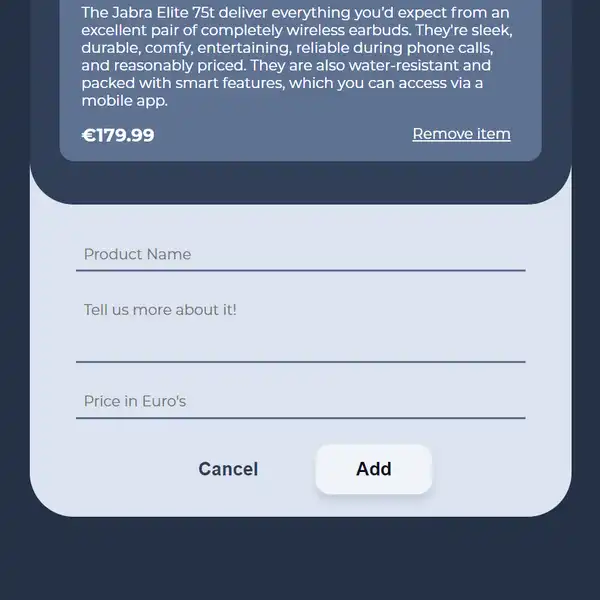 The Jabra Elite 75t deliver everything you’d expect from an
excellent pair of completely wireless earbuds. They're sleek,
durable, comfy, entertaining, reliable during phone calls,
and reasonably priced. They are also water-resistant and
packed with smart features, which you can access via a
mobile app.
€179.99 Remove item
Product Name
Tell us more about it!
Price in Euro's
Cancel Add